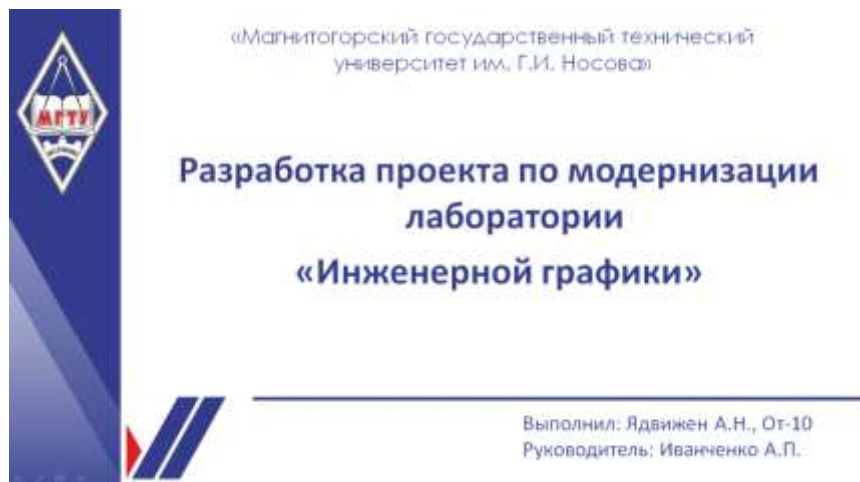 «Магнитогорский государственный технический
университет им. Г.И. Носова»
МГТУ
Разработка проекта по модернизации
лаборатории
«Инженерной графики»
Выполнил: Ядвижен А.Н., От-10
Руководитель: Иванченко А.П.